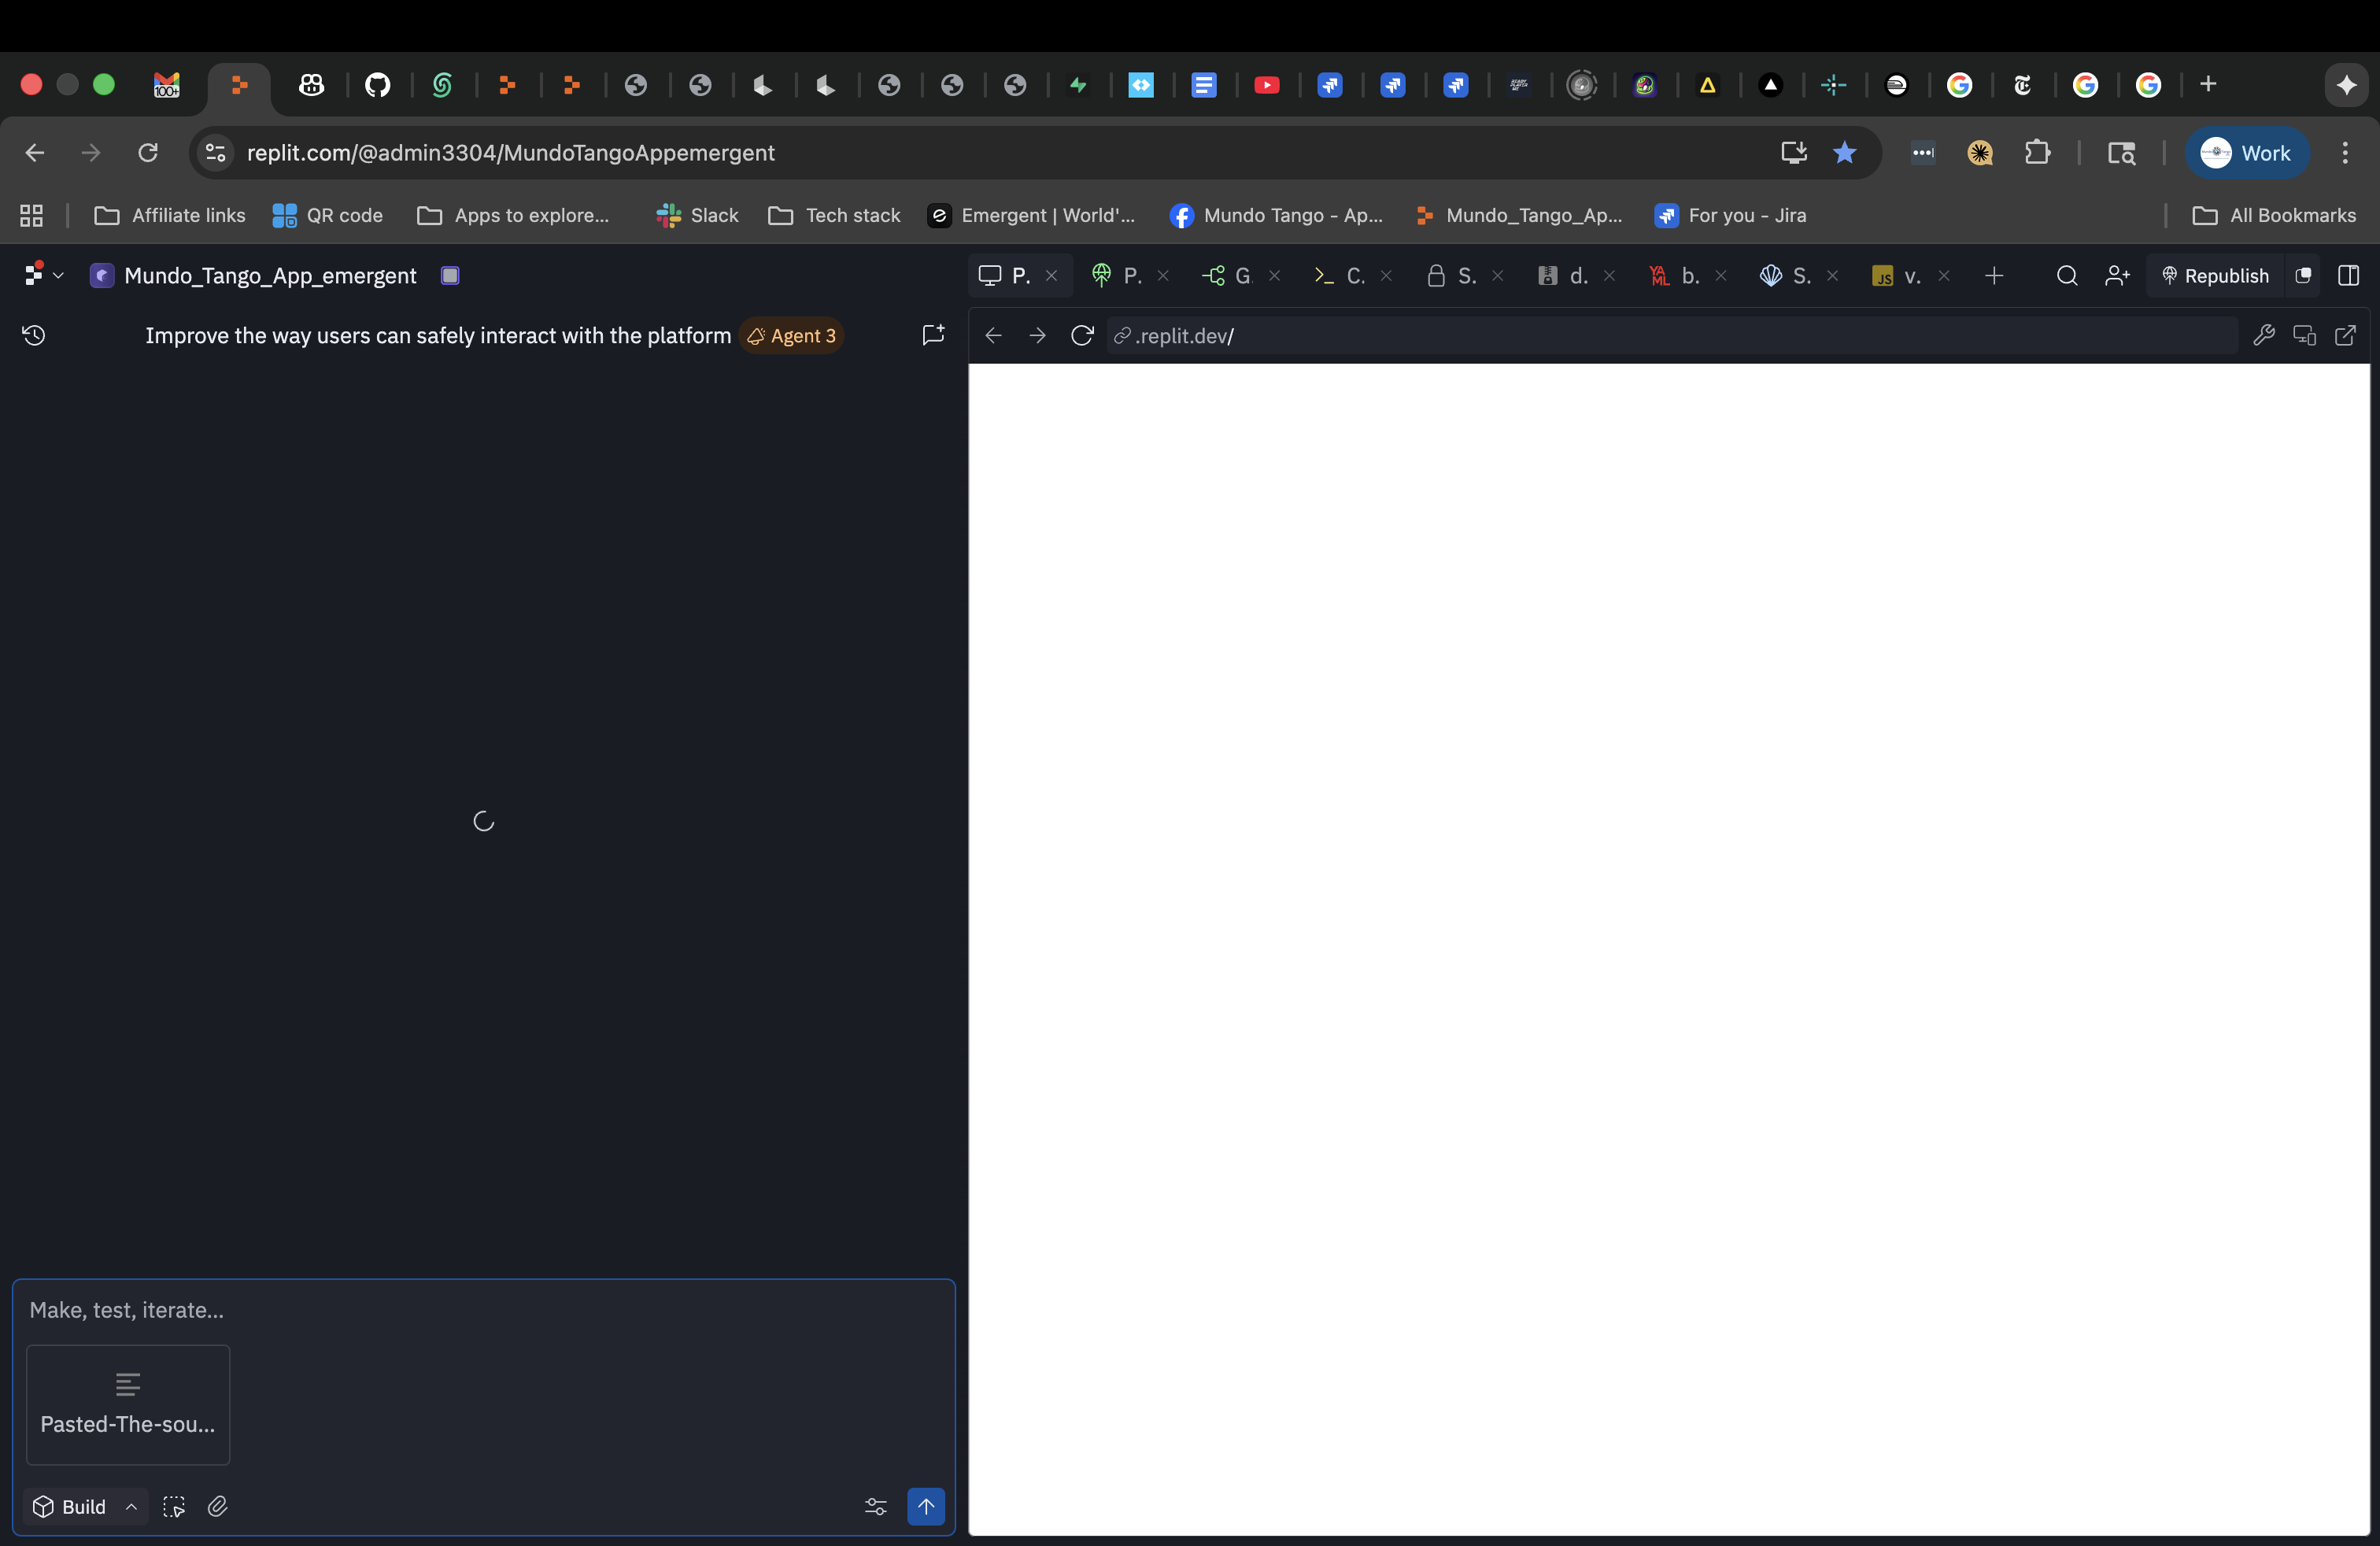 100+
replit.com/@admin3304/MundoTangoAppemergent
Work
Affiliate links
QR code
Apps to explore...
Slack
Tech stack
Emergent | World'...
Mundo Tango - Ap...
Mundo_Tango_Ap...
For you - Jira
All Bookmarks
Mundo_Tango_App_emergent
P.
P.
G.
C.
S.
d.
YAML b.
S.
JS v.
Republish
Improve the way users can safely interact with the platform
Agent 3
.replit.dev/
Make, test, iterate...
Pasted-The-sou...
Build